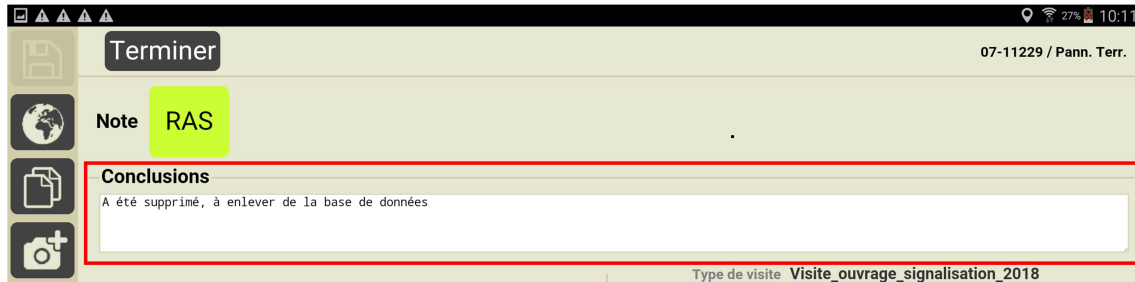 27% 10:11
Terminer
07-11229 / Pann. Terr.
Note RAS
.
Conclusions
A été supprimé, à enlever de la base de données
Type de visite Visite_ouvrage_signalisation_2018